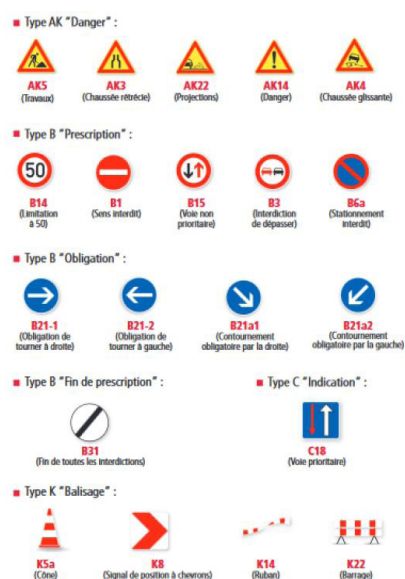 Type AK "Danger" :
AK5 AK3 AK22 AK14 AK4
(Travaux) (Chaussée rétrécie) (Projections) (Danger) (Chaussée glissante)
Type B "Prescription" :
50
B14 B1 B15 B3 B6a
(Limitation (Sens interdit) (Voie non (Interdiction (Stationnement
à 50) prioritaire) de dépasser) interdit)
Type B "Obligation" :
B21-1 B21-2 B21a1 B21a2
(Obligation de (Obligation de (Contournement (Contournement
tourner à droite) tourner à gauche) obligatoire par la droite) obligatoire par la gauche)
Type B "Fin de prescription" : Type C "Indication" :
B31 C18
(Fin de toutes les interdictions) (Voie prioritaire)
Type K "Balisage" :
K5a K8 K14 K22
(Cône) (Signal de position à chevrons) (Ruban) (Barrage)